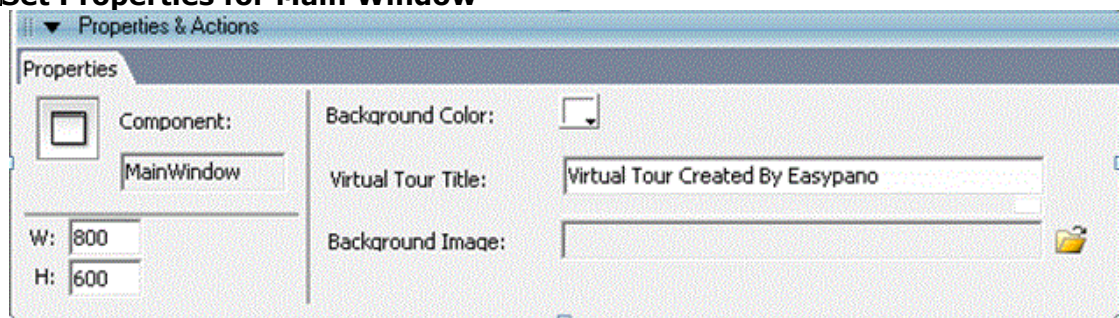 Set Properties for Main Window
Properties & Actions
Properties
Component:
MainWindow
W: 800
H: 600
Background Color:
Virtual Tour Title: Virtual Tour Created By Easypano
Background Image: